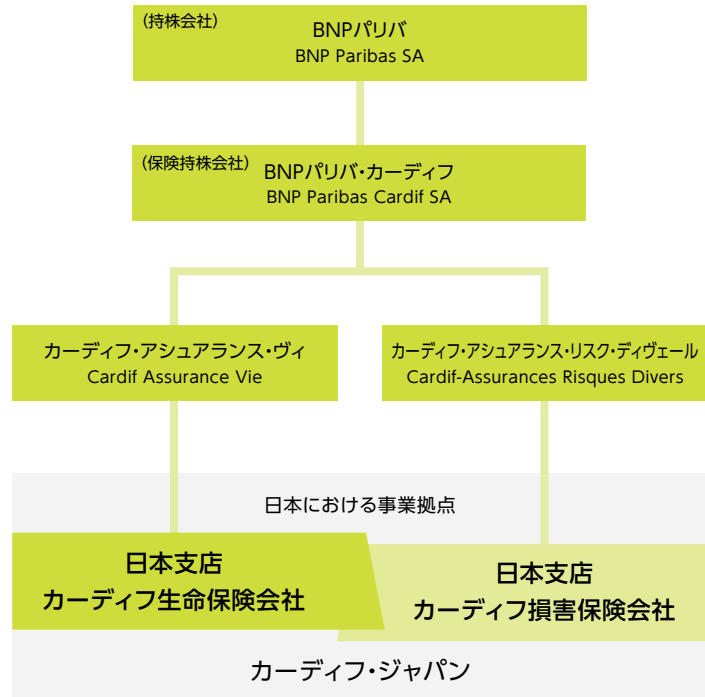 (持株会社)
BNPパリバ
BNP Paribas SA
(保険持株会社)
BNPパリバ・カーディフ
BNP Paribas Cardif SA
カーディフ・アシュアランス・ヴィ
Cardif Assurance Vie
カーディフ・アシュアランス・リスク・ディヴェール
Cardif-Assurances Risques Divers
日本における事業拠点
日本支店
カーディフ生命保険会社
日本支店
カーディフ損害保険会社
カーディフ・ジャパン